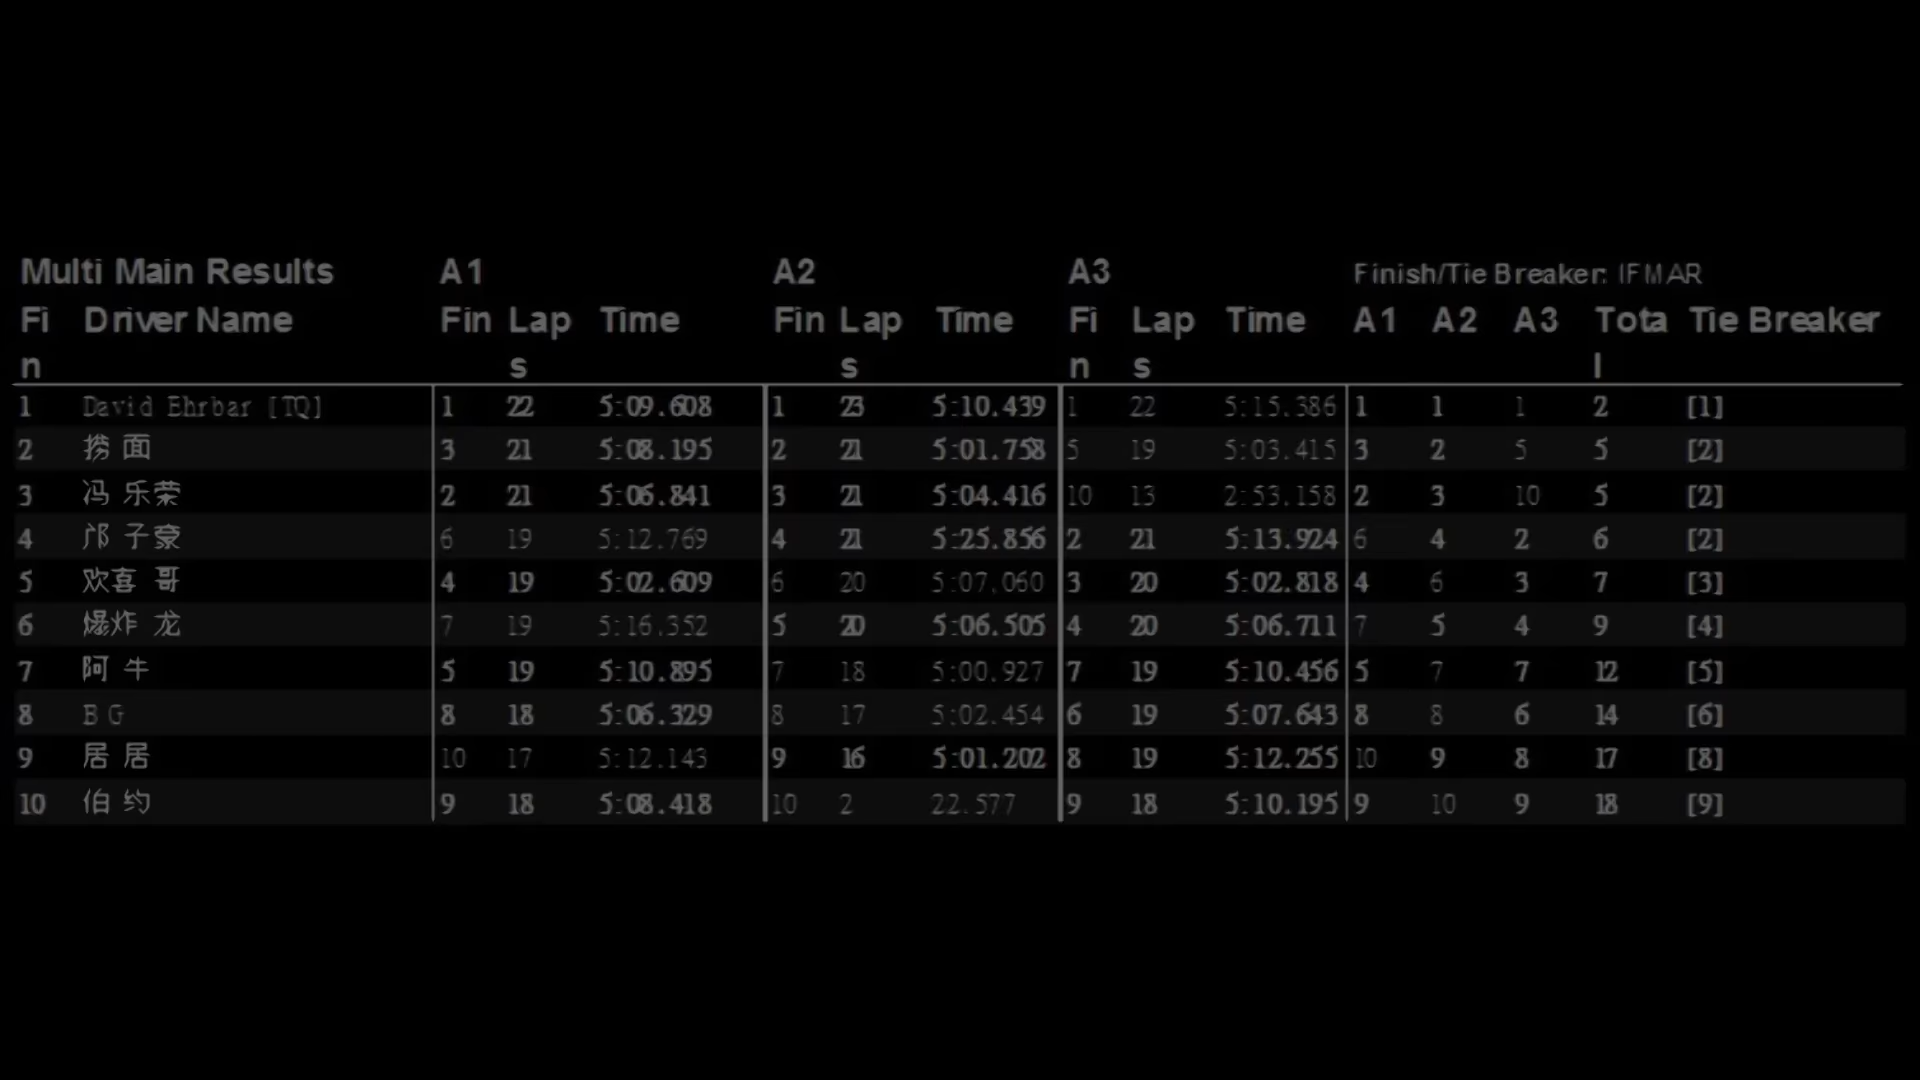 Multi Main Results A1 A2 A3 Finish/Tie Breaker: IFMAR
Fin Driver Name Fin Laps Time Fin Laps Time Fin Laps Time A1 A2 A3 Total Tie Breaker
1 David Ehrbar [TQ] 1 22 5:09.608 1 23 5:10.439 1 22 5:15.386 1 1 1 2 [1]
2 捞 面 3 21 5:08.195 2 21 5:01.758 5 19 5:03.415 3 2 5 5 [2]
3 冯 乐荣 2 21 5:06.841 3 21 5:04.416 10 13 2:53.158 2 3 10 5 [2]
4 邝 子豪 6 19 5:12.769 4 21 5:25.856 2 21 5:13.924 6 4 2 6 [2]
5 欢喜 哥 4 19 5:02.609 6 20 5:07.060 3 20 5:02.818 4 6 3 7 [3]
6 爆炸 龙 7 19 5:16.352 5 20 5:06.505 4 20 5:06.711 7 5 4 9 [4]
7 阿 牛 5 19 5:10.895 7 18 5:00.927 7 19 5:10.456 5 7 7 12 [5]
8 B G 8 18 5:06.329 8 17 5:02.454 6 19 5:07.643 8 8 6 14 [6]
9 居 居 10 17 5:12.143 9 16 5:01.202 8 19 5:12.255 10 9 8 17 [8]
10 伯 约 9 18 5:08.418 10 2 22.577 9 18 5:10.195 9 10 9 18 [9]